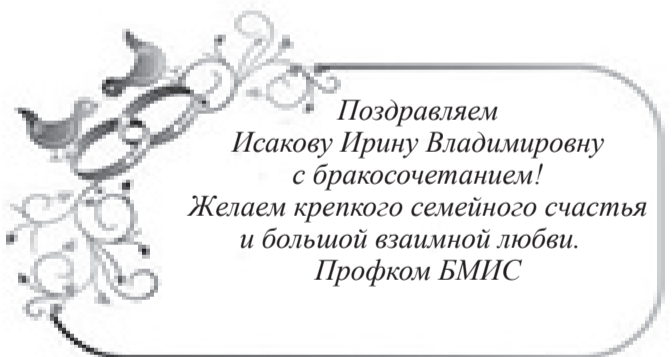 Поздравляем
Исакову Ирину Владимировну
с бракосочетанием!
Желаем крепкого семейного счастья
и большой взаимной любви.
Профком БМИС